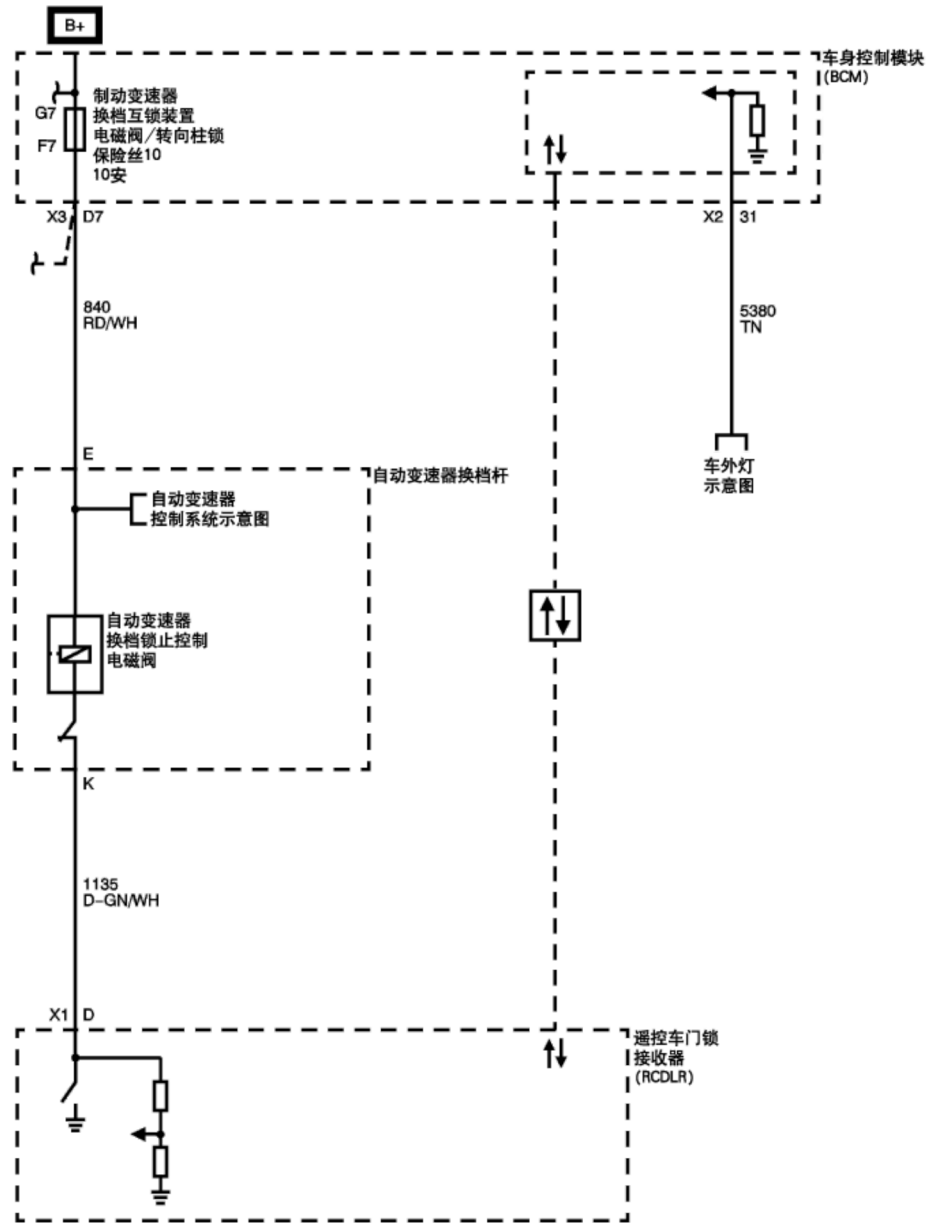 B+
车身控制模块
(BCM)
G7
F7
制动变速器
换档互锁装置
电磁阀/转向柱锁
保险丝10
10安
X3 D7
X2 31
840
RD/WH
5380
TN
车外灯
示意图
E
自动变速器换档杆
自动变速器
控制系统示意图
自动变速器
换档锁止控制
电磁阀
K
1135
D-GN/WH
X1 D
遥控车门锁
接收器
(RCDLR)